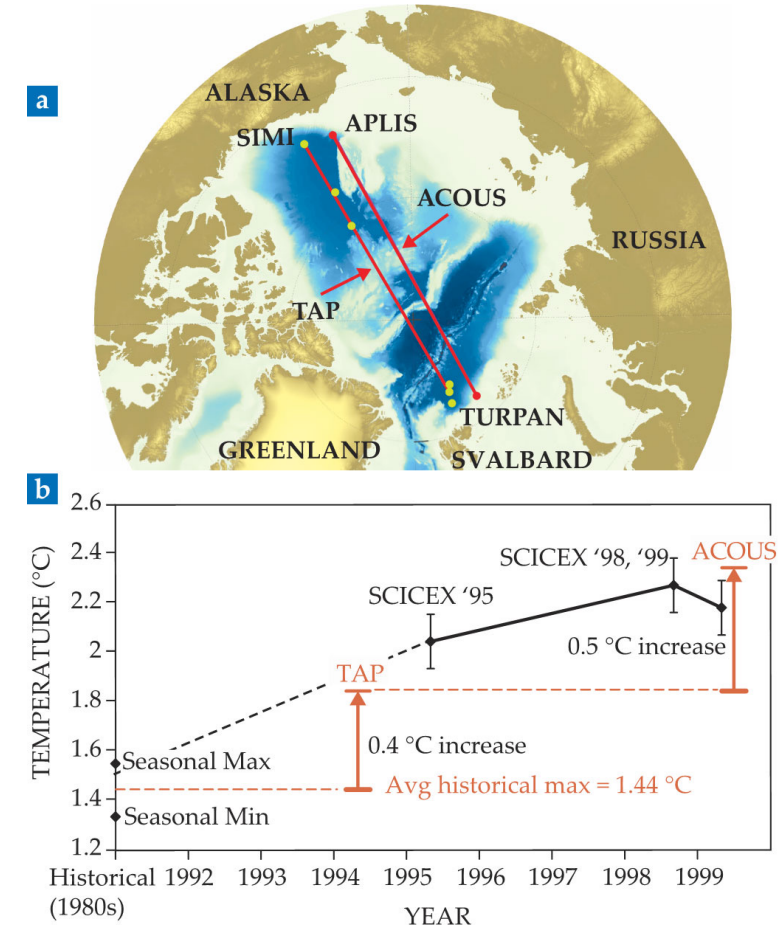 a
ALASKA
SIMI
APLIS
ACOUS
RUSSIA
TAP
TURPAN
GREENLAND
SVALBARD
b
2.6
2.4
2.2
2
1.8
1.6
1.4
1.2
TEMPERATURE (°C)
ACOUS
SCICEX ‘98, ‘99
SCICEX ‘95
0.5 °C increase
TAP
0.4 °C increase
Seasonal Max
Avg historical max = 1.44 °C
Seasonal Min
Historical 1992 1993 1994 1995 1996 1997 1998 1999
(1980s)
YEAR